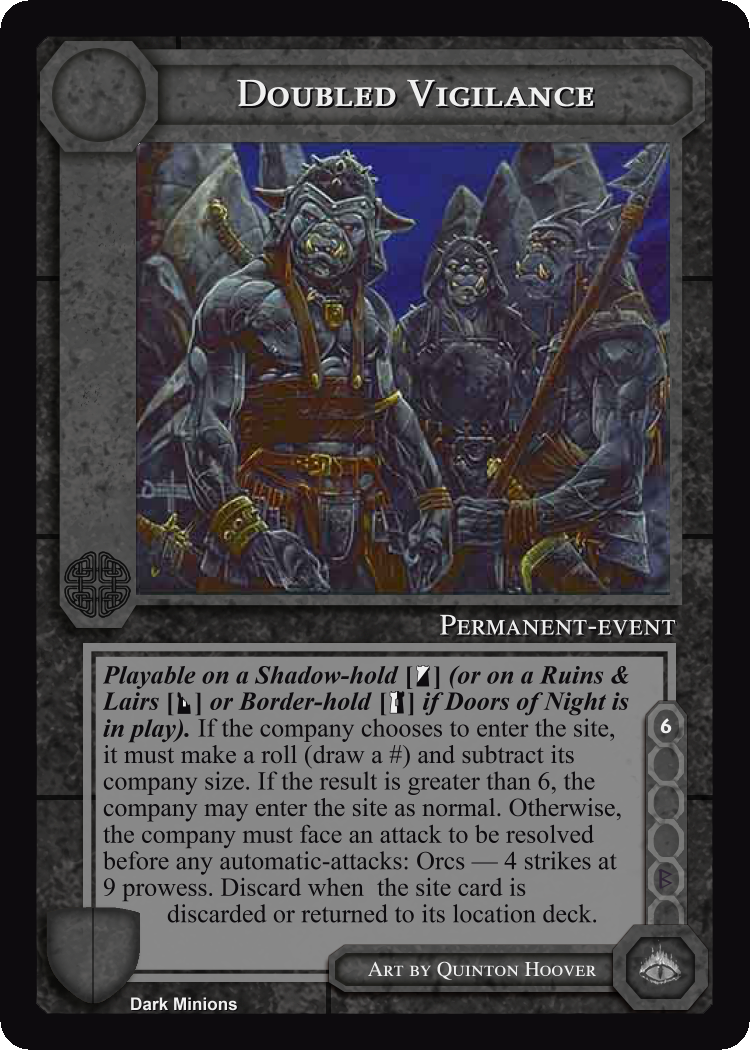 Doubled Vigilance
Permanent-event
Playable on a Shadow-hold [] (or on a Ruins &
Lairs [] or Border-hold [] if Doors of Night is
in play). If the company chooses to enter the site,
it must make a roll (draw a #) and subtract its
company size. If the result is greater than 6, the
company may enter the site as normal. Otherwise,
the company must face an attack to be resolved
before any automatic-attacks: Orcs — 4 strikes at
9 prowess. Discard when the site card is
discarded or returned to its location deck.
6
Art by Quinton Hoover
Dark Minions